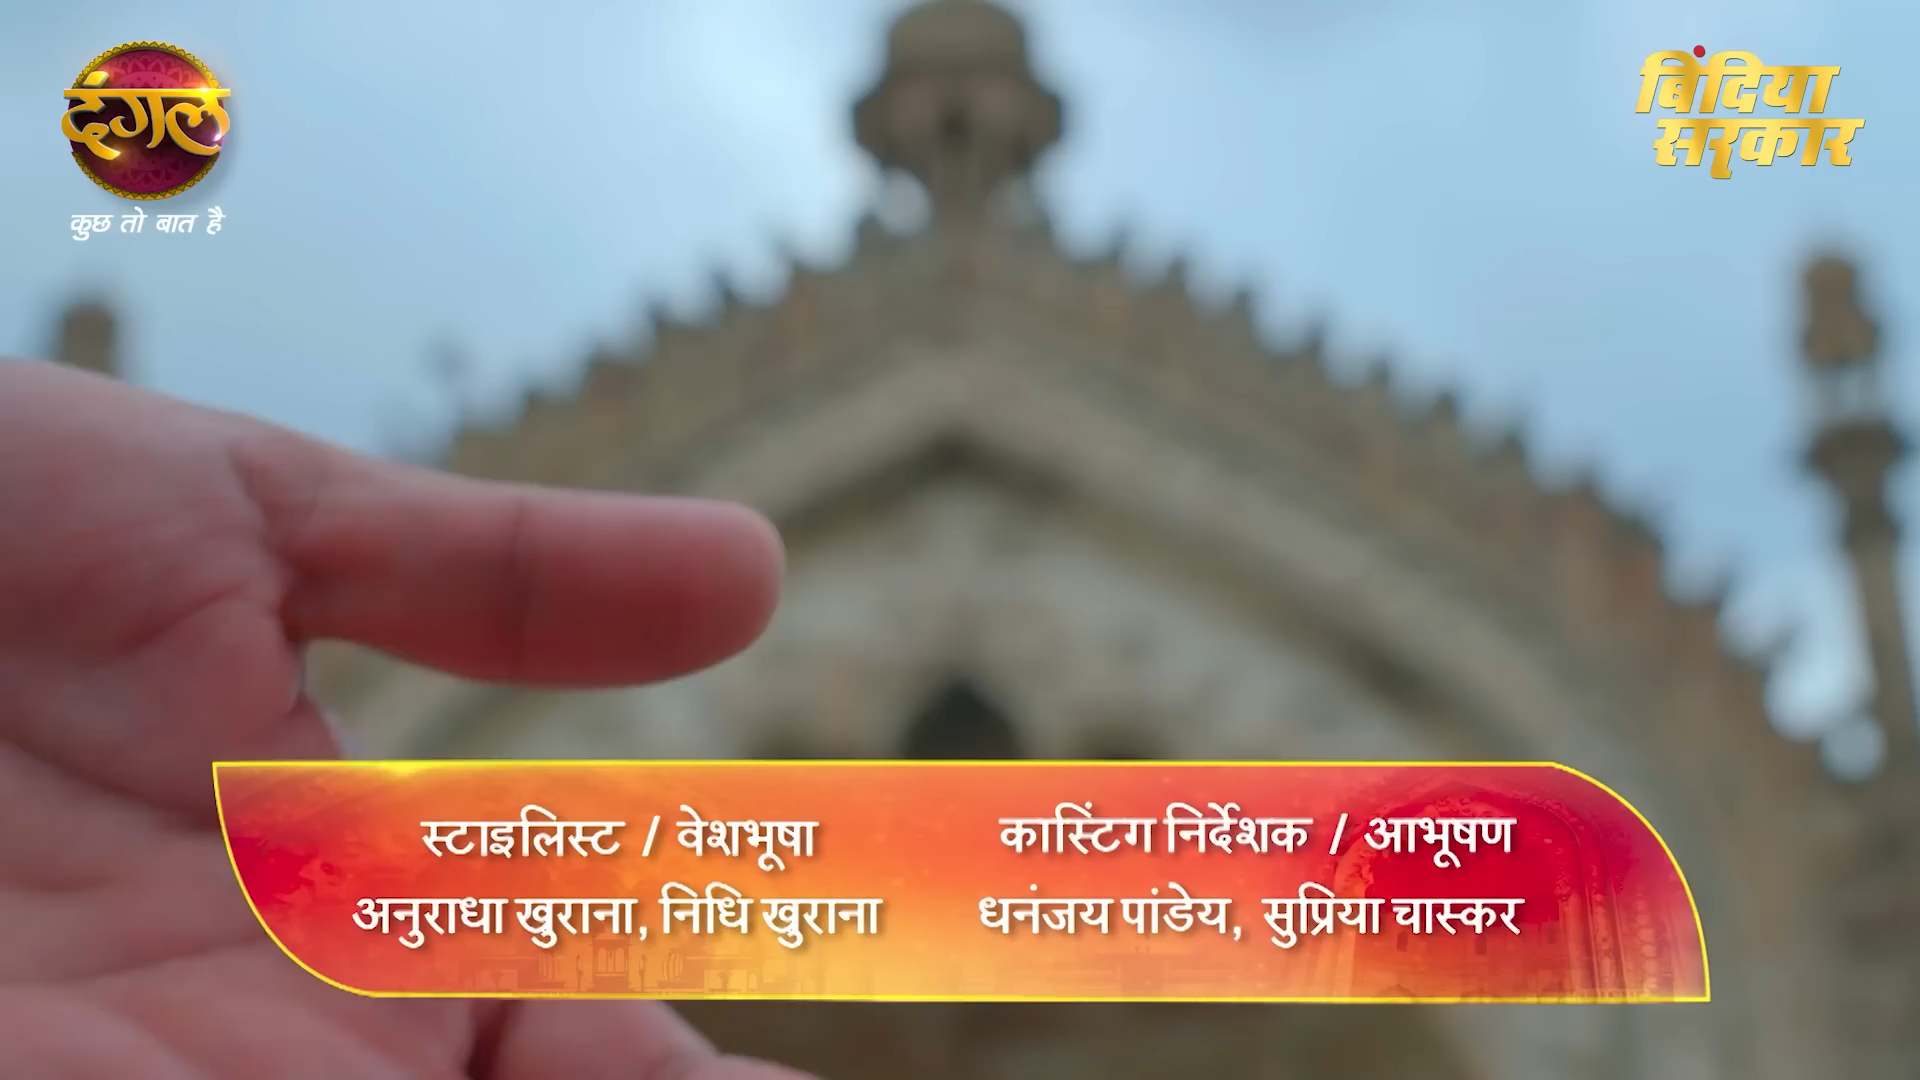 दंगल
कुछ तो बात है
बिंदिया
सरकार
स्टाइलिस्ट / वेशभूषा
अनुराधा खुराना, निधि खुराना
कास्टिंग निर्देशक / आभूषण
धनंजय पांडेय, सुप्रिया चास्कर